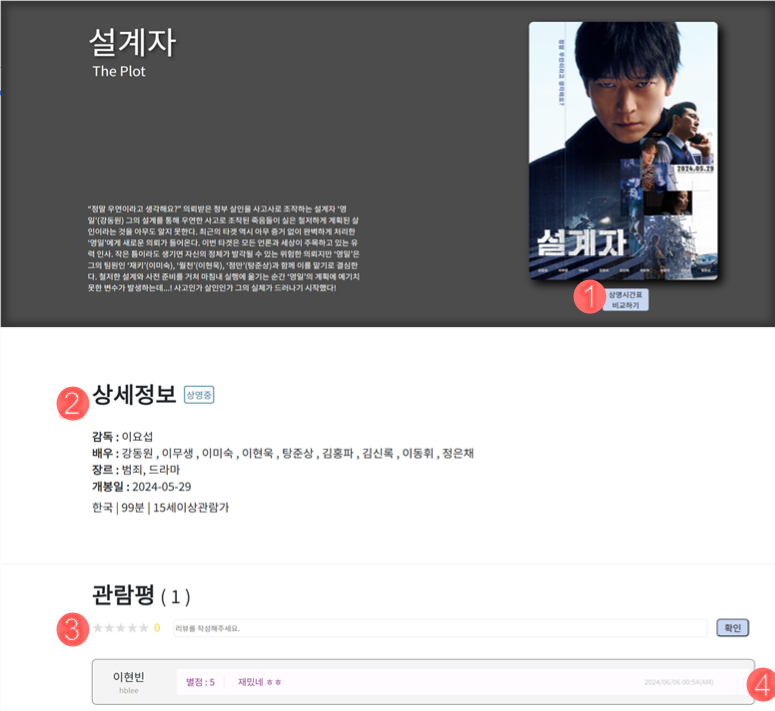 설계자
The Plot
정말 우연이라고 생각해요?
2024.05.29
설계자
"정말 우연이라고 생각해요?" 의뢰받은 청부 살인을 사고사로 조작하는 설계자 '영
일'(강동원) 그의 설계를 통해 우연한 사고로 조작된 죽음들이 실은 철저하게 계획된 살
인이라는 것을 아무도 알지 못한다. 최근의 타겟 역시 아무 증거 없이 완벽하게 처리한
'영일'에게 새로운 의뢰가 들어온다. 이번 타겟은 모든 언론과 세상이 주목하고 있는 유
력 인사. 작은 틈이라도 생기면 자신의 정체가 발각될 수 있는 위험한 의뢰지만 '영일'은
그의 팀원인 '재키'(이미숙), '월천'(이현욱), '점만'(탕준상)과 함께 이를 맡기로 결심한
다. 철저한 설계와 사전 준비를 거쳐 마침내 실행에 옮기는 순간 '영일'의 계획에 예기치
못한 변수가 발생하는데...! 사고인가 살인인가 그의 실체가 드러나기 시작했다!
1
상영시간표
비교하기
2
상세정보 상영중
감독 : 이요섭
배우 : 강동원 , 이무생 , 이미숙 , 이현욱 , 탕준상 , 김홍파 , 김신록 , 이동휘 , 정은채
장르 : 범죄, 드라마
개봉일 : 2024-05-29
한국 | 99분 | 15세이상관람가
관람평 ( 1 )
3
★★★★★ 0 리뷰를 작성해주세요. 확인
이현빈
hblee
별점 : 5 재밌네 ㅎㅎ 2024/06/06 00:54(AM)
4